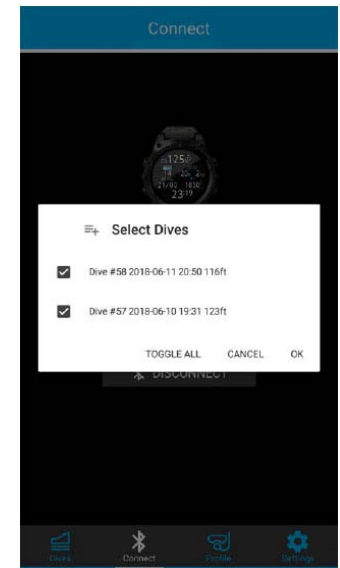 Connect
Select Dives
Dive #58 2018-06-11 20:50 116ft
Dive #57 2018-06-10 19:31 123ft
TOGGLE ALL CANCEL OK
DISCONNECT
Dives Connect Profile Settings